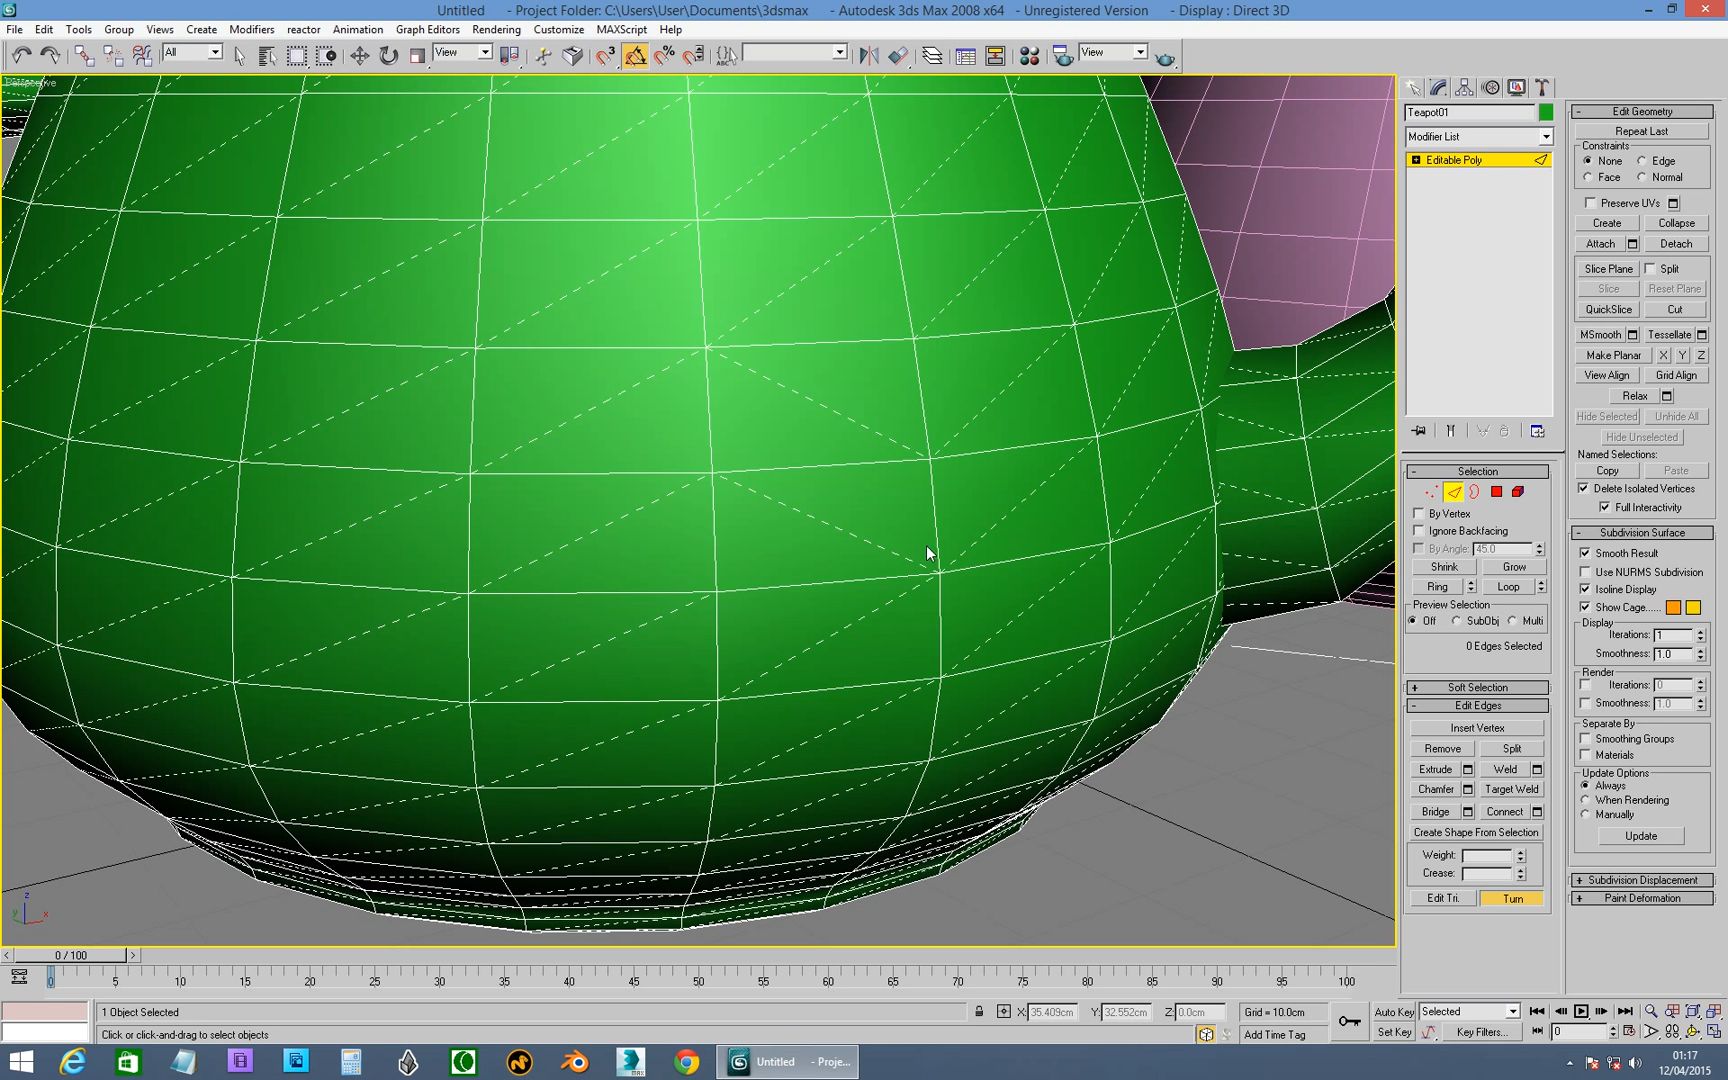 Untitled - Project Folder: C:\Users\User\Documents\3dsmax - Autodesk 3ds Max 2008 x64 - Unregistered Version - Display : Direct 3D
File Edit Tools Group Views Create Modifiers reactor Animation Graph Editors Rendering Customize MAXScript Help
All View View
Perspective
Teapot01
Modifier List
Editable Poly
Selection
By Vertex
Ignore Backfacing
By Angle: 45.0
Shrink Grow
Ring Loop
Preview Selection
Off SubObj Multi
0 Edges Selected
Soft Selection
Edit Edges
Insert Vertex
Remove Split
Extrude Weld
Chamfer Target Weld
Bridge Connect
Create Shape From Selection
Weight:
Crease:
Edit Tri. Turn
Edit Geometry
Repeat Last
Constraints
None Edge
Face Normal
Preserve UVs
Create Collapse
Attach Detach
Slice Plane Split
Slice Reset Plane
QuickSlice Cut
MSmooth Tessellate
Make Planar X Y Z
View Align Grid Align
Relax
Hide Selected Unhide All
Hide Unselected
Named Selections:
Copy Paste
Delete Isolated Vertices
Full Interactivity
Subdivision Surface
Smooth Result
Use NURMS Subdivision
Isoline Display
Show Cage......
Display
Iterations: 1
Smoothness: 1.0
Render
Iterations: 0
Smoothness: 1.0
Separate By
Smoothing Groups
Materials
Update Options
Always
When Rendering
Manually
Update
Subdivision Displacement
Paint Deformation
z
y x
< 0 / 100 >
0 5 10 15 20 25 30 35 40 45 50 55 60 65 70 75 80 85 90 95 100
1 Object Selected X: 35.409cm Y: 32.552cm Z: 0.0cm Grid = 10.0cm Auto Key Selected
Click or click-and-drag to select objects Add Time Tag Set Key Key Filters... 0
Untitled - Proje...
01:17
12/04/2015